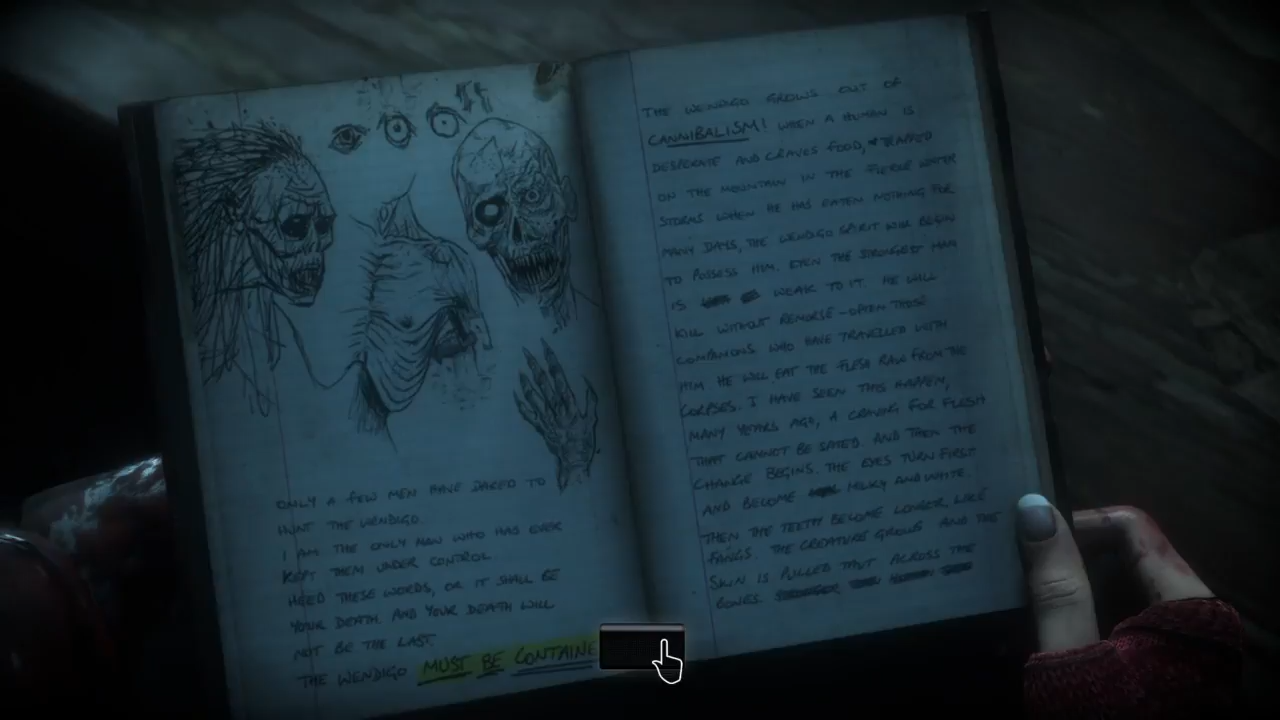 ONLY A FEW MEN HAVE DARED TO
HUNT THE WENDIGO.
I AM THE ONLY MAN WHO HAS EVER
KEPT THEM UNDER CONTROL
HEED THESE WORDS, OR IT SHALL BE
YOUR DEATH. AND YOUR DEATH WILL
NOT BE THE LAST.
THE WENDIGO MUST BE CONTAINE
THE WENDIGO GROWS OUT OF
CANNIBALISM! WHEN A HUMAN IS
DESPERATE AND CRAVES FOOD, TRAPPED
ON THE MOUNTAIN IN THE FIERCE WINTER
STORMS WHEN HE HAS EATEN NOTHING FOR
MANY DAYS, THE WENDIGO SPIRIT WILL BEGIN
TO POSSESS HIM. EVEN THE STRONGEST MAN
IS WEAK TO IT. HE WILL
KILL WITHOUT REMORSE - OFTEN THOSE
COMPANIONS WHO HAVE TRAVELLED WITH
HIM. HE WILL EAT THE FLESH RAW FROM THE
CORPSES. I HAVE SEEN THIS HAPPEN,
MANY YEARS AGO, A CRAVING FOR FLESH
THAT CANNOT BE SATED. AND THEN THE
CHANGE BEGINS. THE EYES TURN FIRST
AND BECOME MILKY AND WHITE.
THEN THE TEETH BECOME LONGER, LIKE
FANGS. THE CREATURE GROWS AND THE
SKIN IS PULLED TAUT ACROSS THE
BONES.